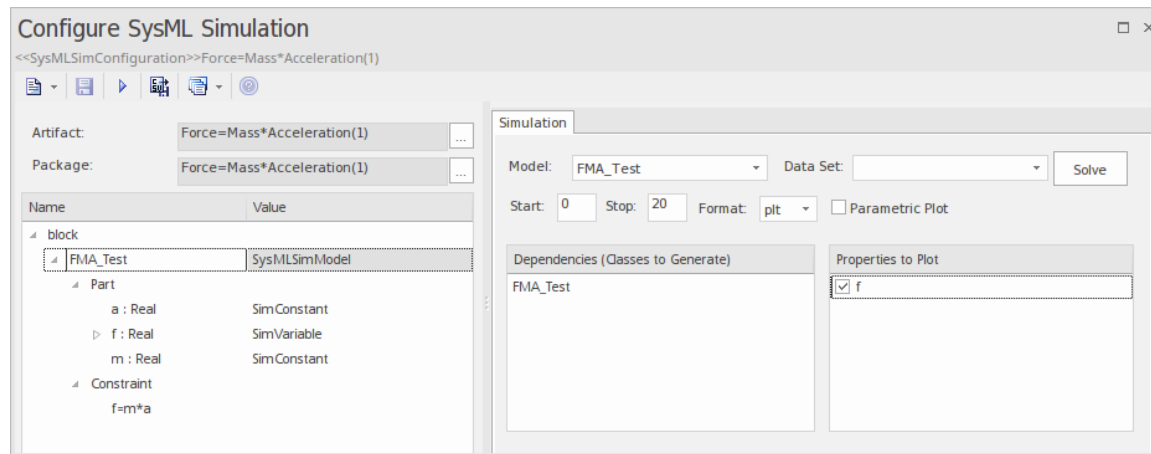 Configure SysML Simulation
<<SysMLSimConfiguration>>Force=Mass*Acceleration(1)
Artifact: Force=Mass*Acceleration(1) ...
Package: Force=Mass*Acceleration(1) ...
Name Value
block
FMA_Test SysMLSimModel
Part
a : Real SimConstant
f : Real SimVariable
m : Real SimConstant
Constraint
f=m*a
Simulation
Model: FMA_Test Data Set: Solve
Start: 0 Stop: 20 Format: plt Parametric Plot
Dependencies (Classes to Generate) Properties to Plot
FMA_Test f